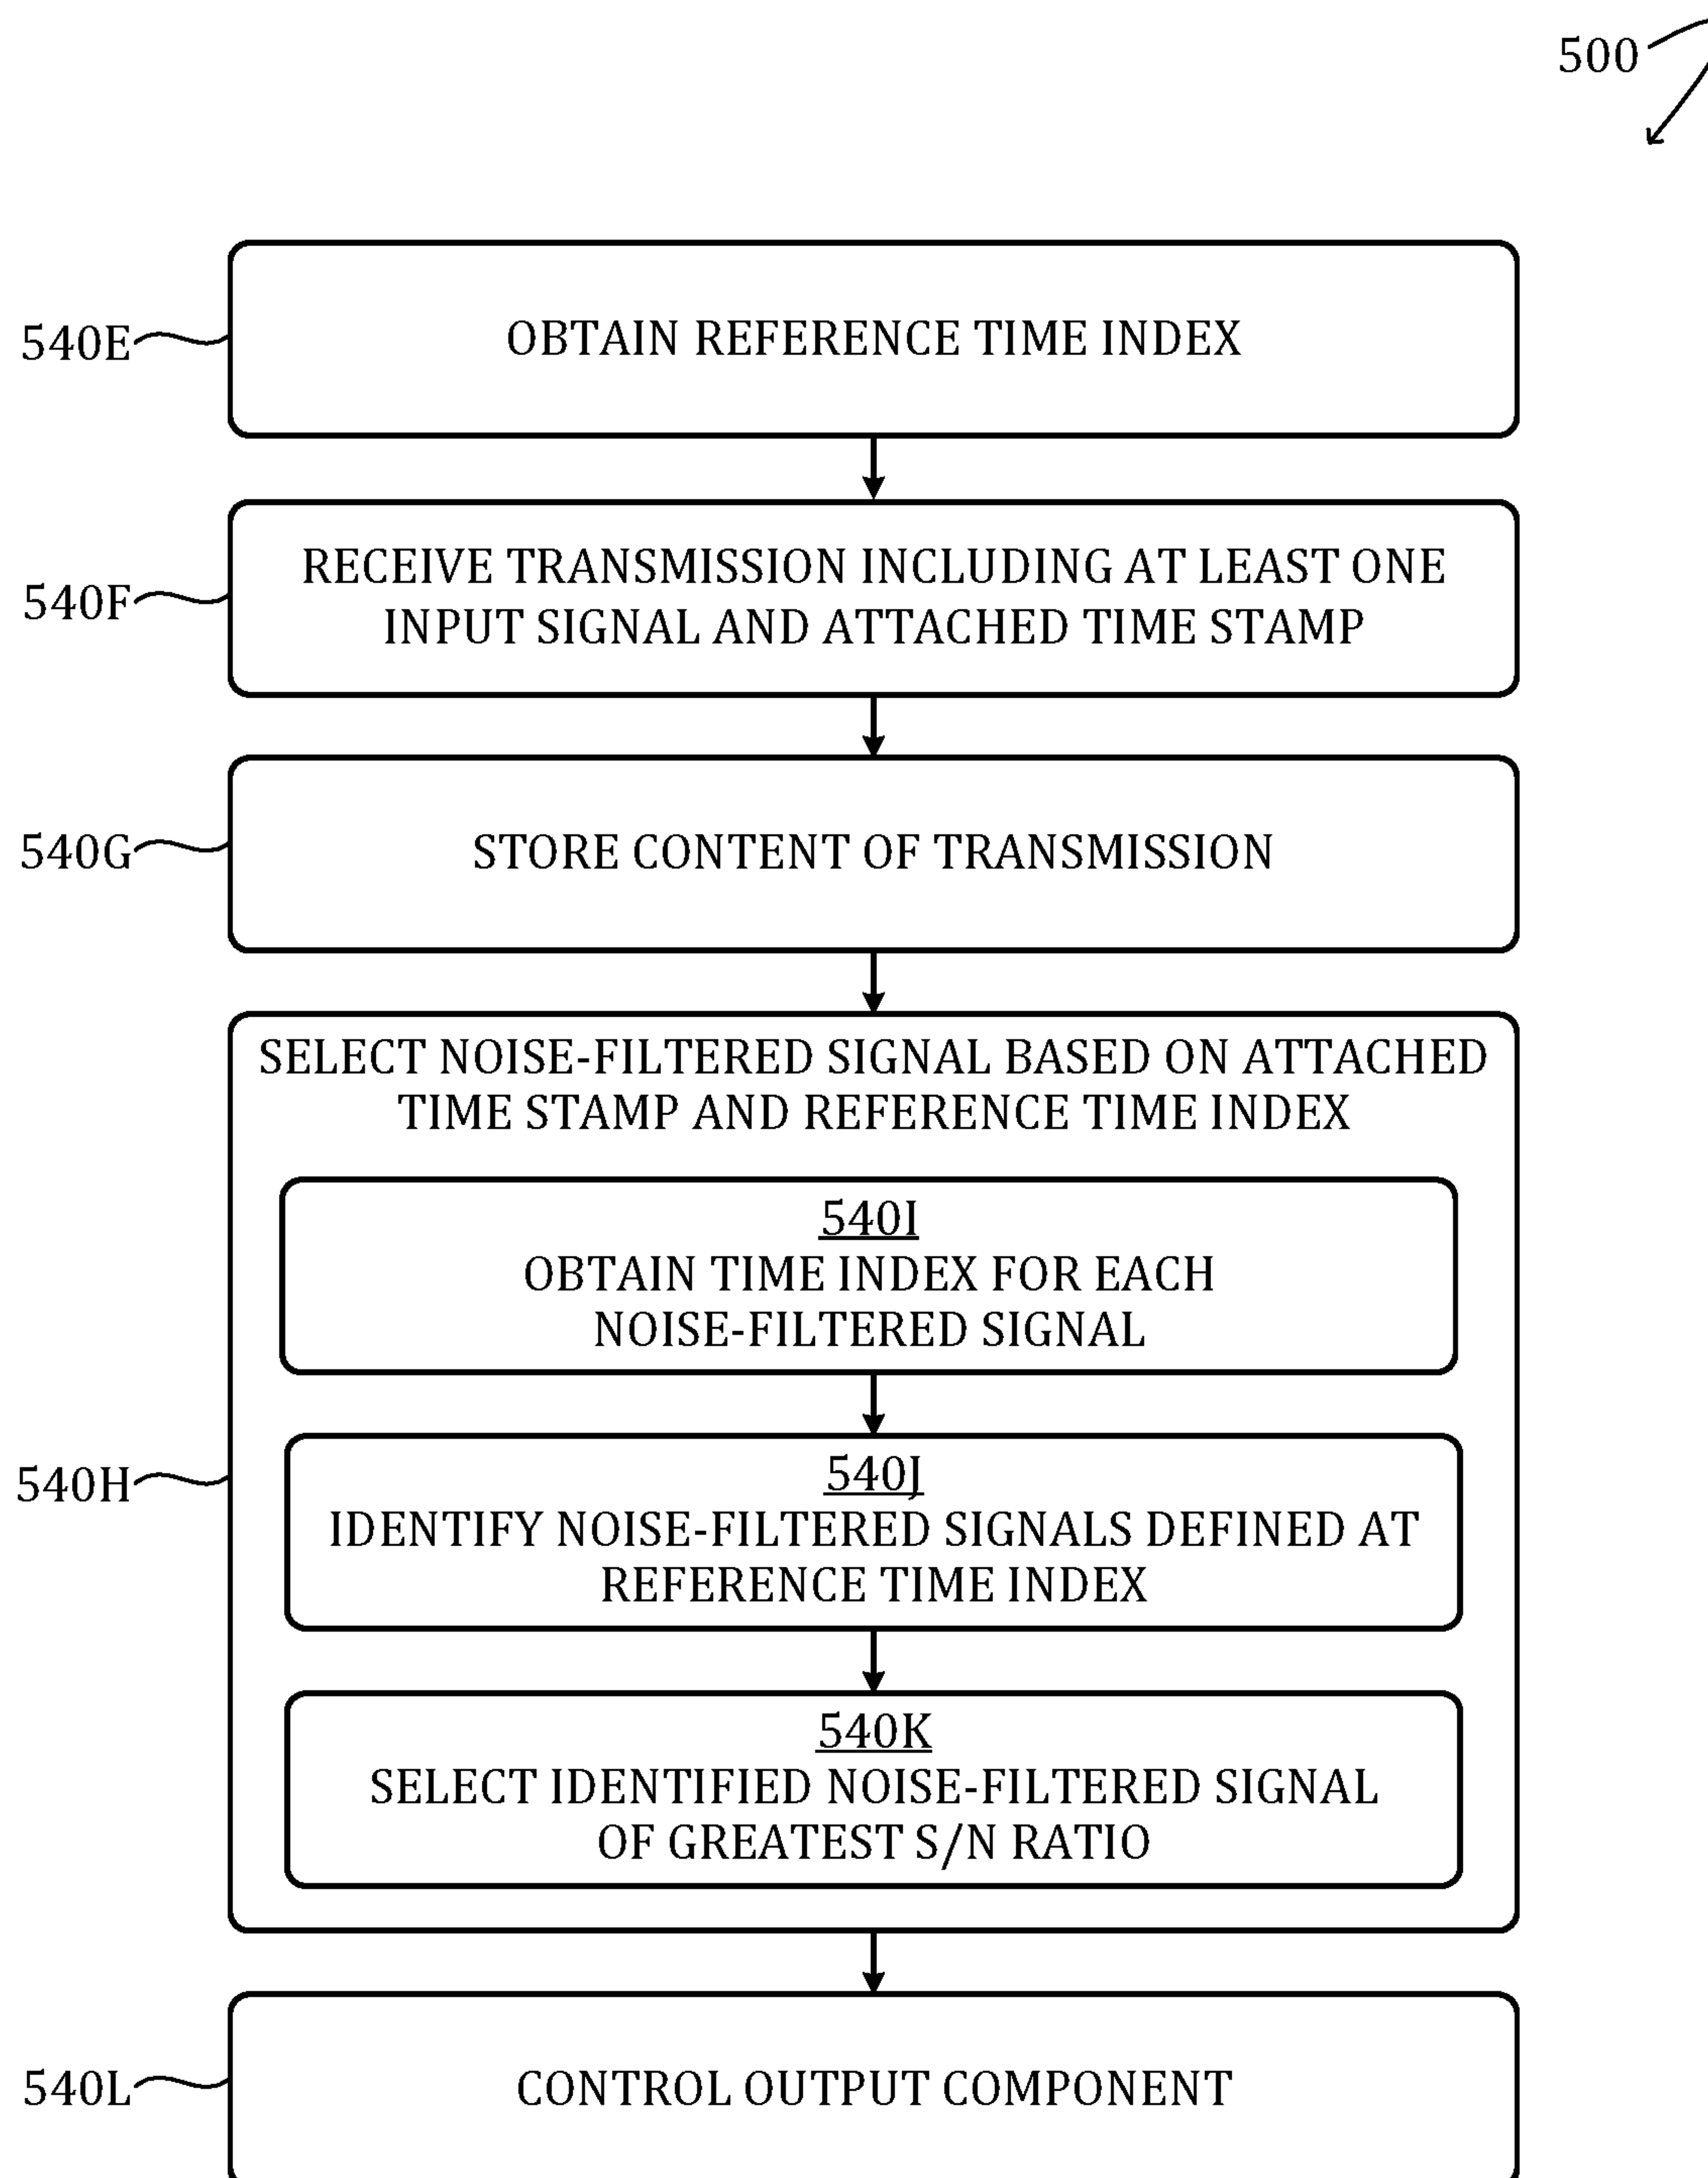 500
540E
OBTAIN REFERENCE TIME INDEX
540F
RECEIVE TRANSMISSION INCLUDING AT LEAST ONE
INPUT SIGNAL AND ATTACHED TIME STAMP
540G
STORE CONTENT OF TRANSMISSION
540H
SELECT NOISE-FILTERED SIGNAL BASED ON ATTACHED
TIME STAMP AND REFERENCE TIME INDEX
540I
OBTAIN TIME INDEX FOR EACH
NOISE-FILTERED SIGNAL
540J
IDENTIFY NOISE-FILTERED SIGNALS DEFINED AT
REFERENCE TIME INDEX
540K
SELECT IDENTIFIED NOISE-FILTERED SIGNAL
OF GREATEST S/N RATIO
540L
CONTROL OUTPUT COMPONENT